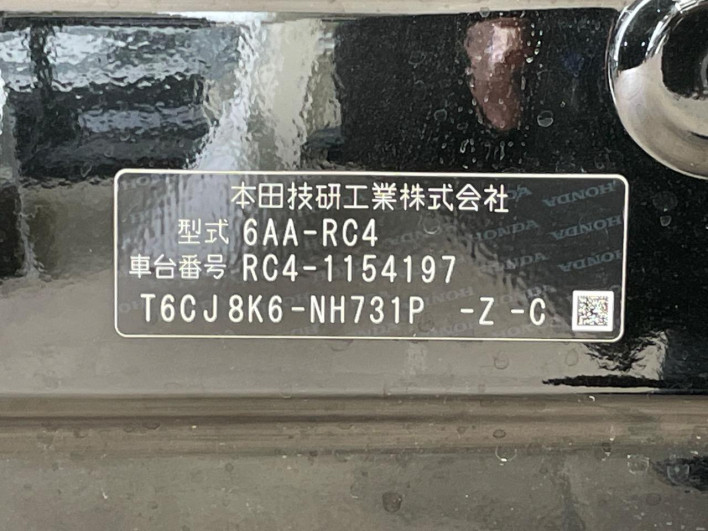 本田技研工業株式会社
型式 6AA-RC4
車台番号 RC4-1154197
T6CJ8K6-NH731P -Z -C